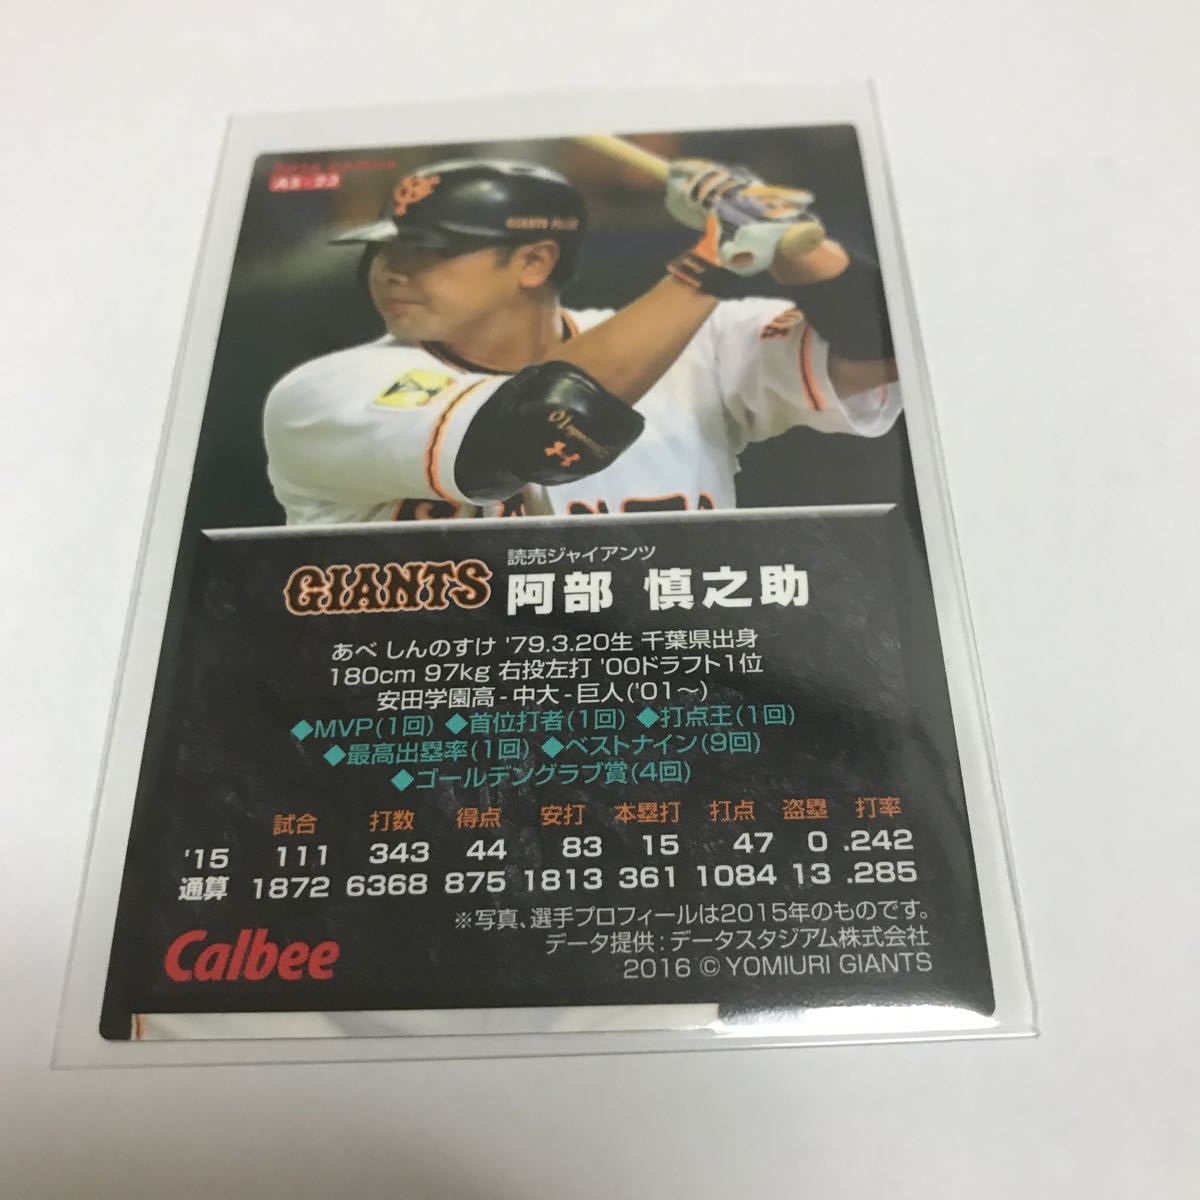 2016 Calbee
AS-23
GIANTS PLUS
読売ジャイアンツ
GIANTS 阿部 慎之助
あべ しんのすけ '79.3.20生 千葉県出身
180cm 97kg 右投左打 '00ドラフト1位
安田学園高-中大-巨人('01〜)
◆MVP(1回) ◆首位打者(1回) ◆打点王(1回)
◆最高出塁率(1回) ◆ベストナイン(9回)
◆ゴールデングラブ賞(4回)
試合 打数 得点 安打 本塁打 打点 盗塁 打率
'15 111 343 44 83 15 47 0 .242
通算 1872 6368 875 1813 361 1084 13 .285
※写真、選手プロフィールは2015年のものです。
データ提供:データスタジアム株式会社
Calbee 2016 © YOMIURI GIANTS